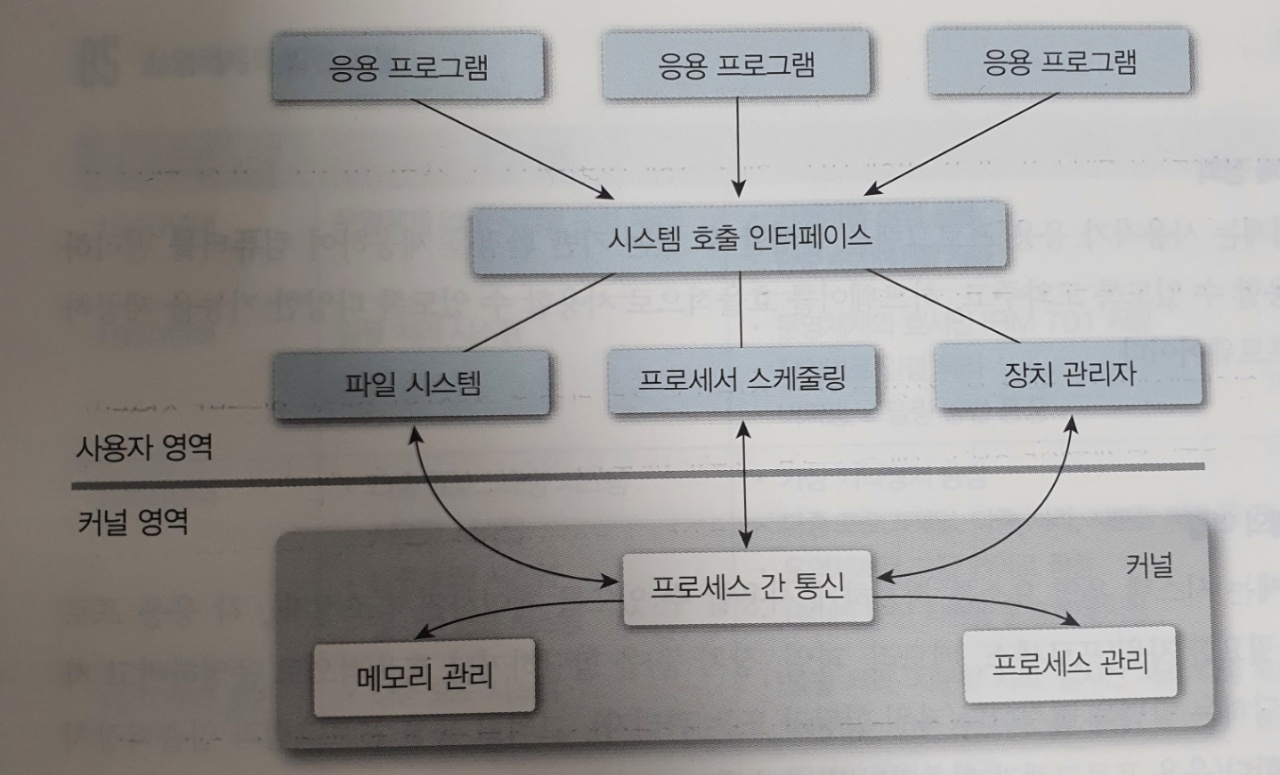 응용 프로그램
응용 프로그램
응용 프로그램
시스템 호출 인터페이스
파일 시스템
프로세서 스케줄링
장치 관리자
사용자 영역
커널 영역
커널
프로세스 간 통신
메모리 관리
프로세스 관리